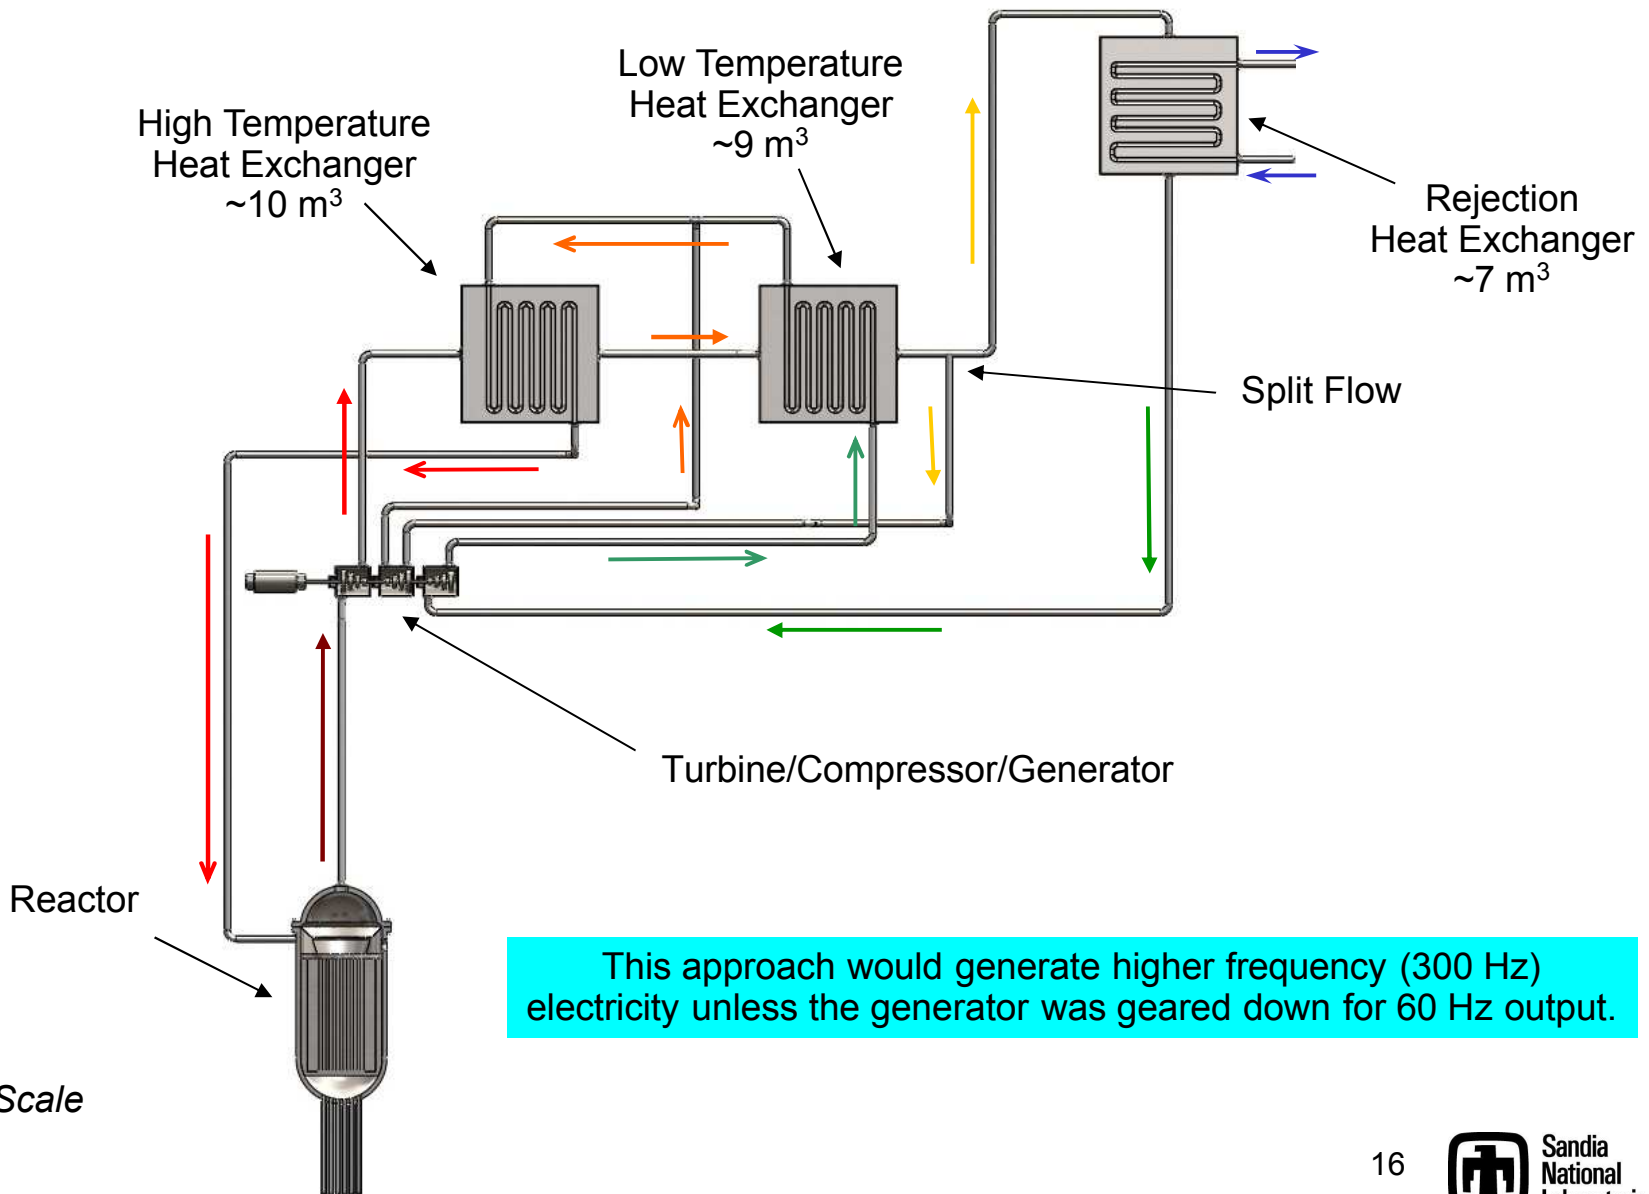 Low Temperature
Heat Exchanger
~9 m³
High Temperature
Heat Exchanger
~10 m³
Rejection
Heat Exchanger
~7 m³
Split Flow
Turbine/Compressor/Generator
Reactor
This approach would generate higher frequency (300 Hz)
electricity unless the generator was geared down for 60 Hz output.
Scale
16
Sandia
National